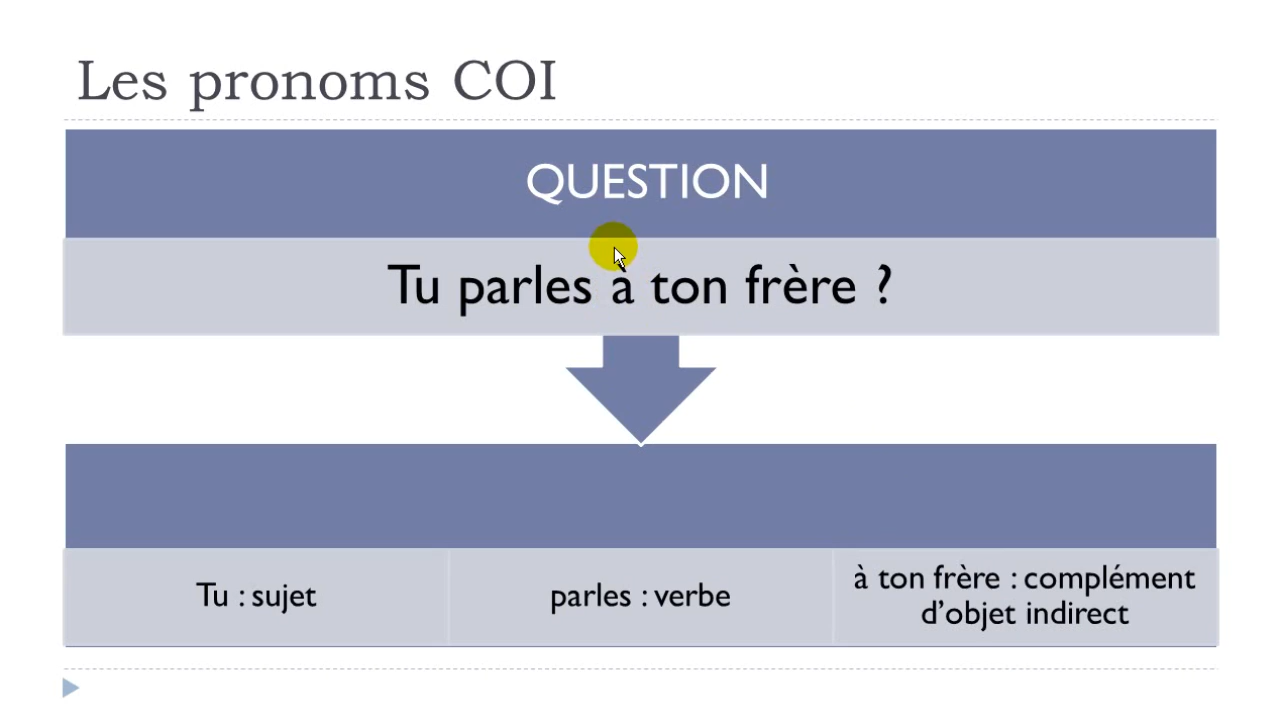 Les pronoms COI
QUESTION
Tu parles à ton frère ?
Tu : sujet
parles : verbe
à ton frère : complément
d’objet indirect